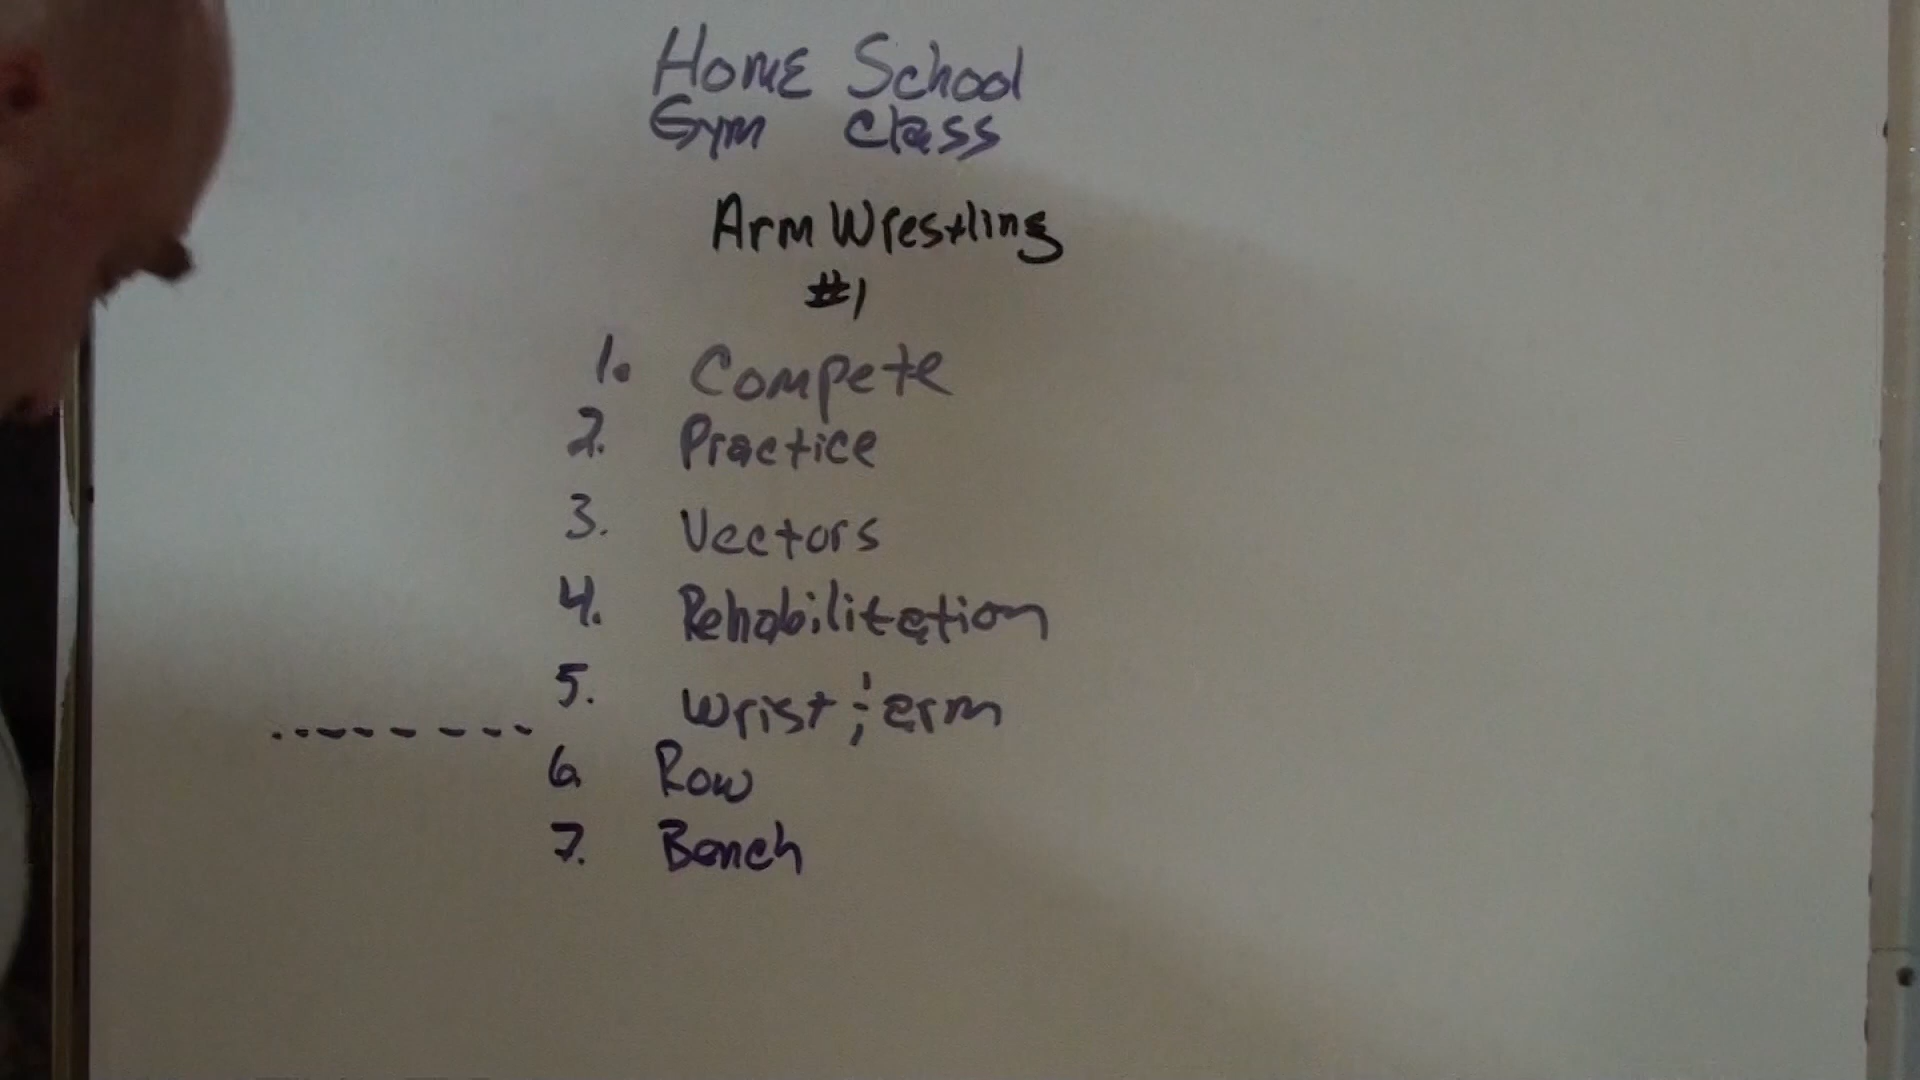 Home School
Gym Class
Arm Wrestling
#1
1. Compete
2. Practice
3. Vectors
4. Rehabilitation
5. Wrist ; arm
6. Row
7. Bench